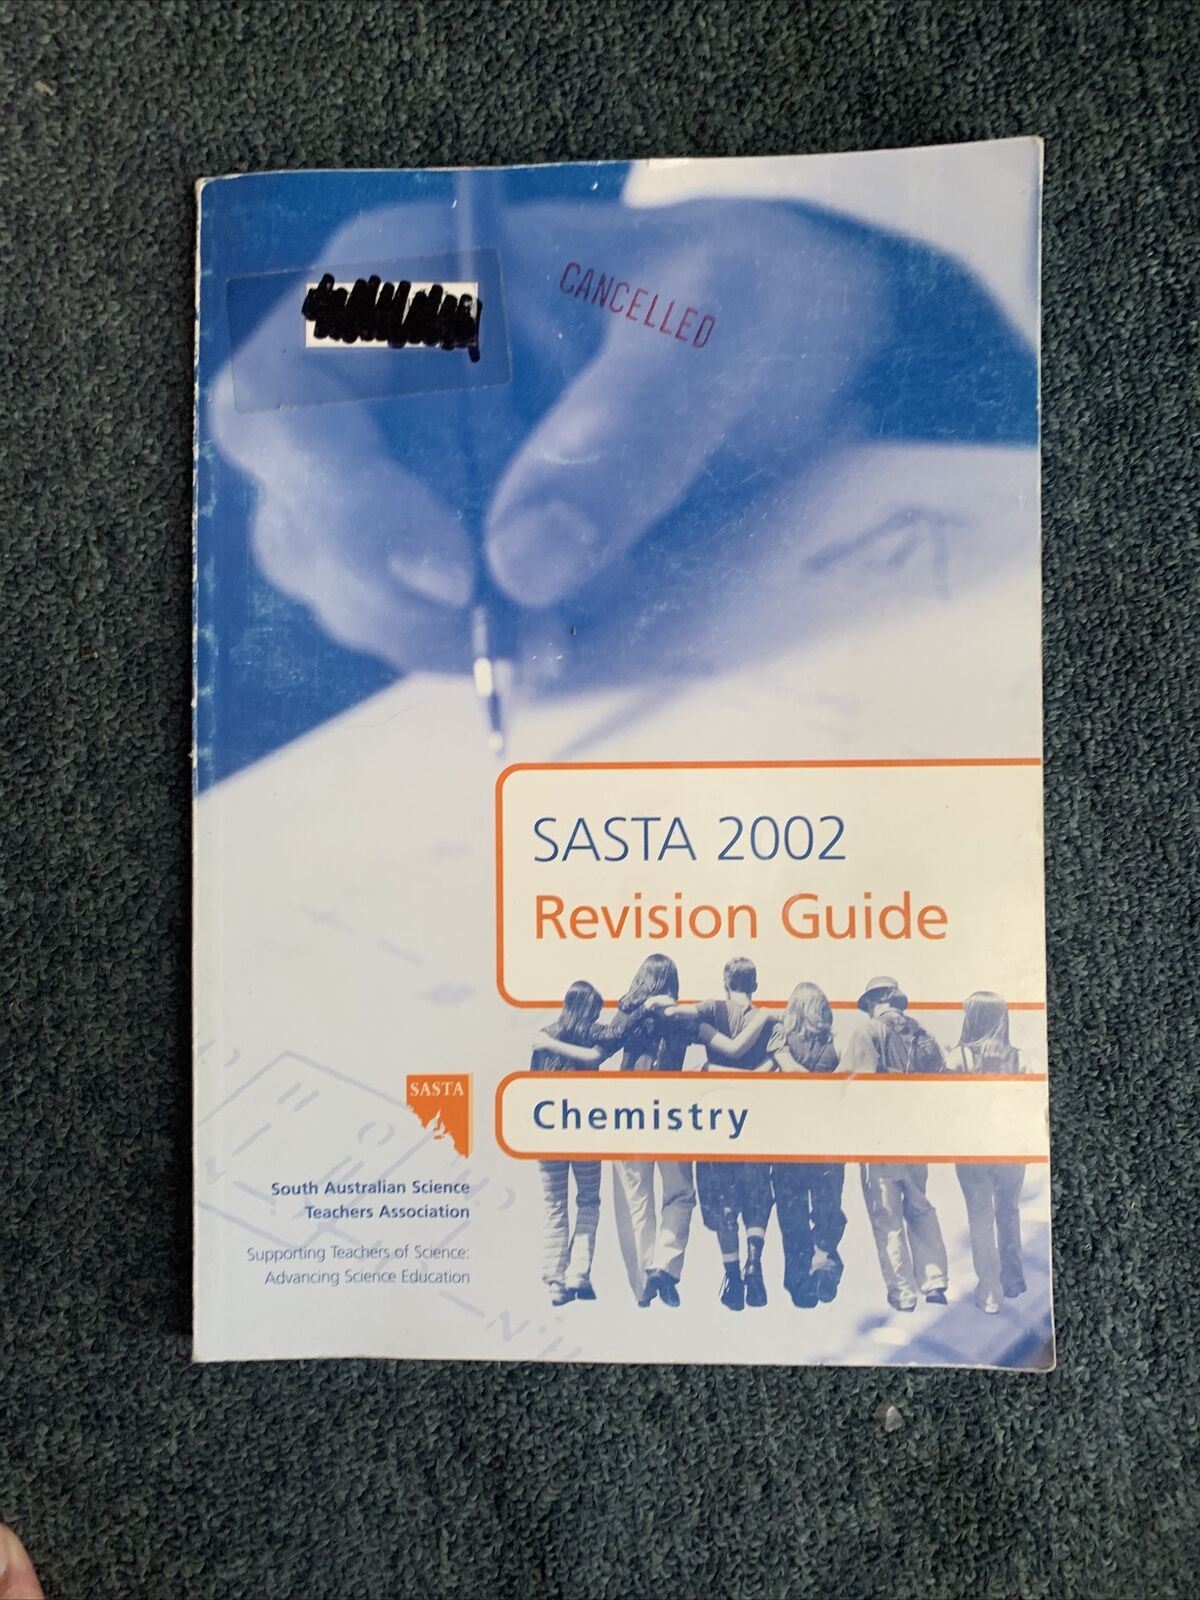 CANCELLED
SASTA 2002
Revision Guide
Chemistry
SASTA
South Australian Science
Teachers Association
Supporting Teachers of Science:
Advancing Science Education